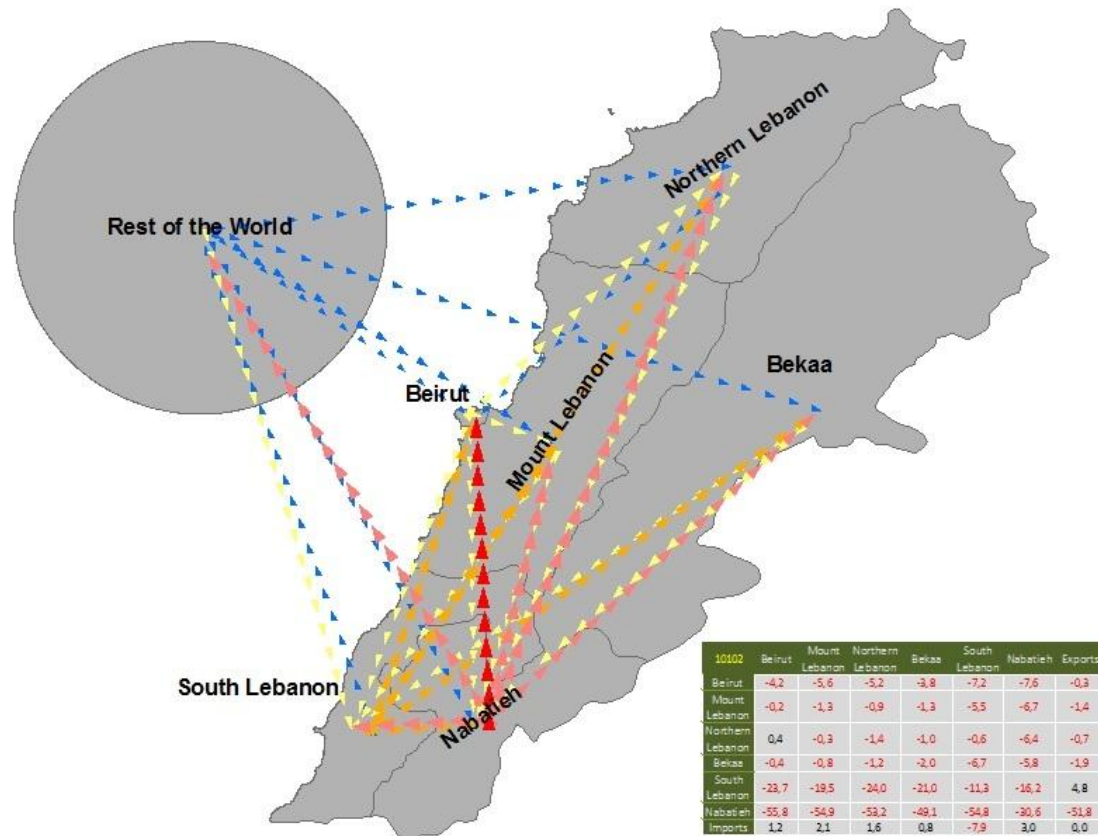 Northern Lebanon
Rest of the World
Bekaa
Beirut
Mount Lebanon
South Lebanon
Nabatieh
10102 Beirut Mount Lebanon Northern Lebanon Bekaa South Lebanon Nabatieh Exports
Beirut -4,2 -5,6 -5,2 -3,8 -7,2 -7,6 -0,3
Mount Lebanon -0,2 -1,3 -0,9 -1,3 -5,5 -6,7 -1,4
Northern Lebanon 0,4 -0,3 -1,4 -1,0 -0,6 -6,4 -0,7
Bekaa -0,4 -0,8 -1,2 -2,0 -6,7 -5,8 -1,9
South Lebanon -23,7 -19,5 -24,0 -21,0 -11,3 -16,2 4,8
Nabatieh -55,8 -54,9 -53,2 -49,1 -54,8 -30,6 -51,8
Imports 1,2 2,1 1,6 0,8 -7,9 3,0 0,0